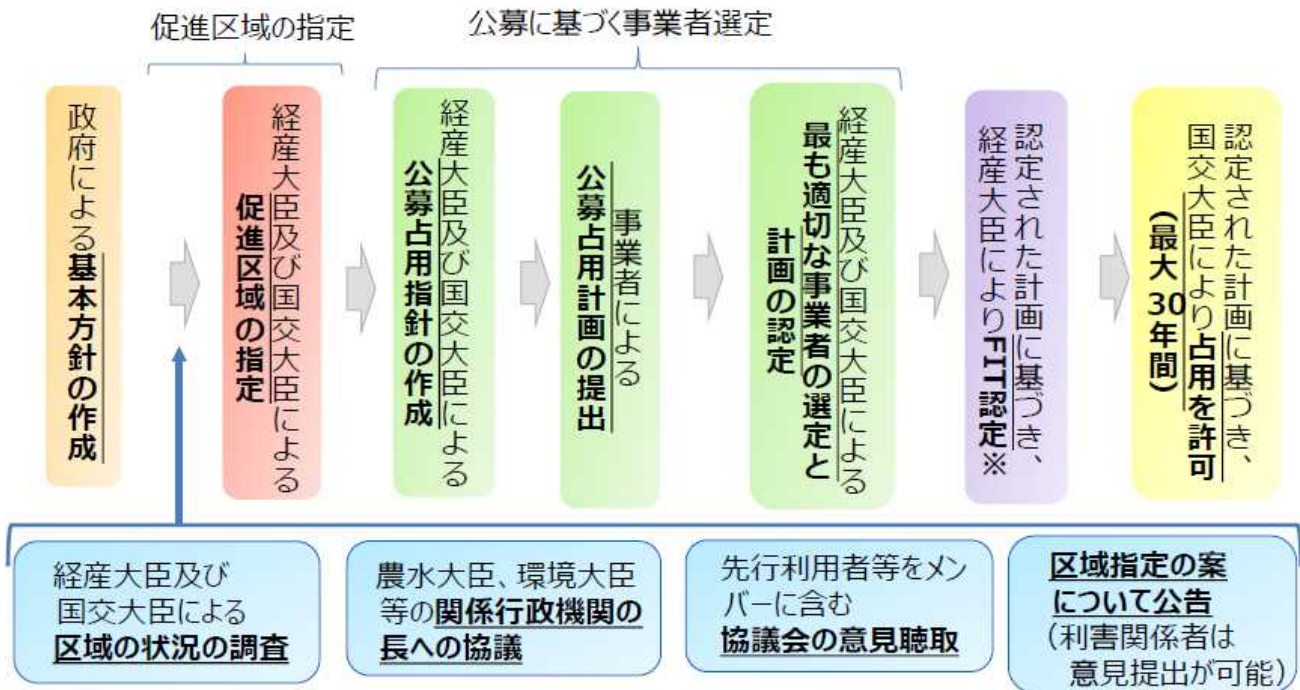 促進区域の指定
公募に基づく事業者選定
政府による基本方針の作成
経産大臣及び国交大臣による
促進区域の指定
経産大臣及び国交大臣による
公募占用指針の作成
事業者による
公募占用計画の提出
経産大臣及び国交大臣による
最も適切な事業者の選定と
計画の認定
認定された計画に基づき、
経産大臣によりFIT認定※
認定された計画に基づき、
国交大臣により占用を許可
(最大30年間)
経産大臣及び
国交大臣による
区域の状況の調査
農水大臣、環境大臣
等の関係行政機関の
長への協議
先行利用者等をメン
バーに含む
協議会の意見聴取
区域指定の案
について公告
(利害関係者は
意見提出が可能)